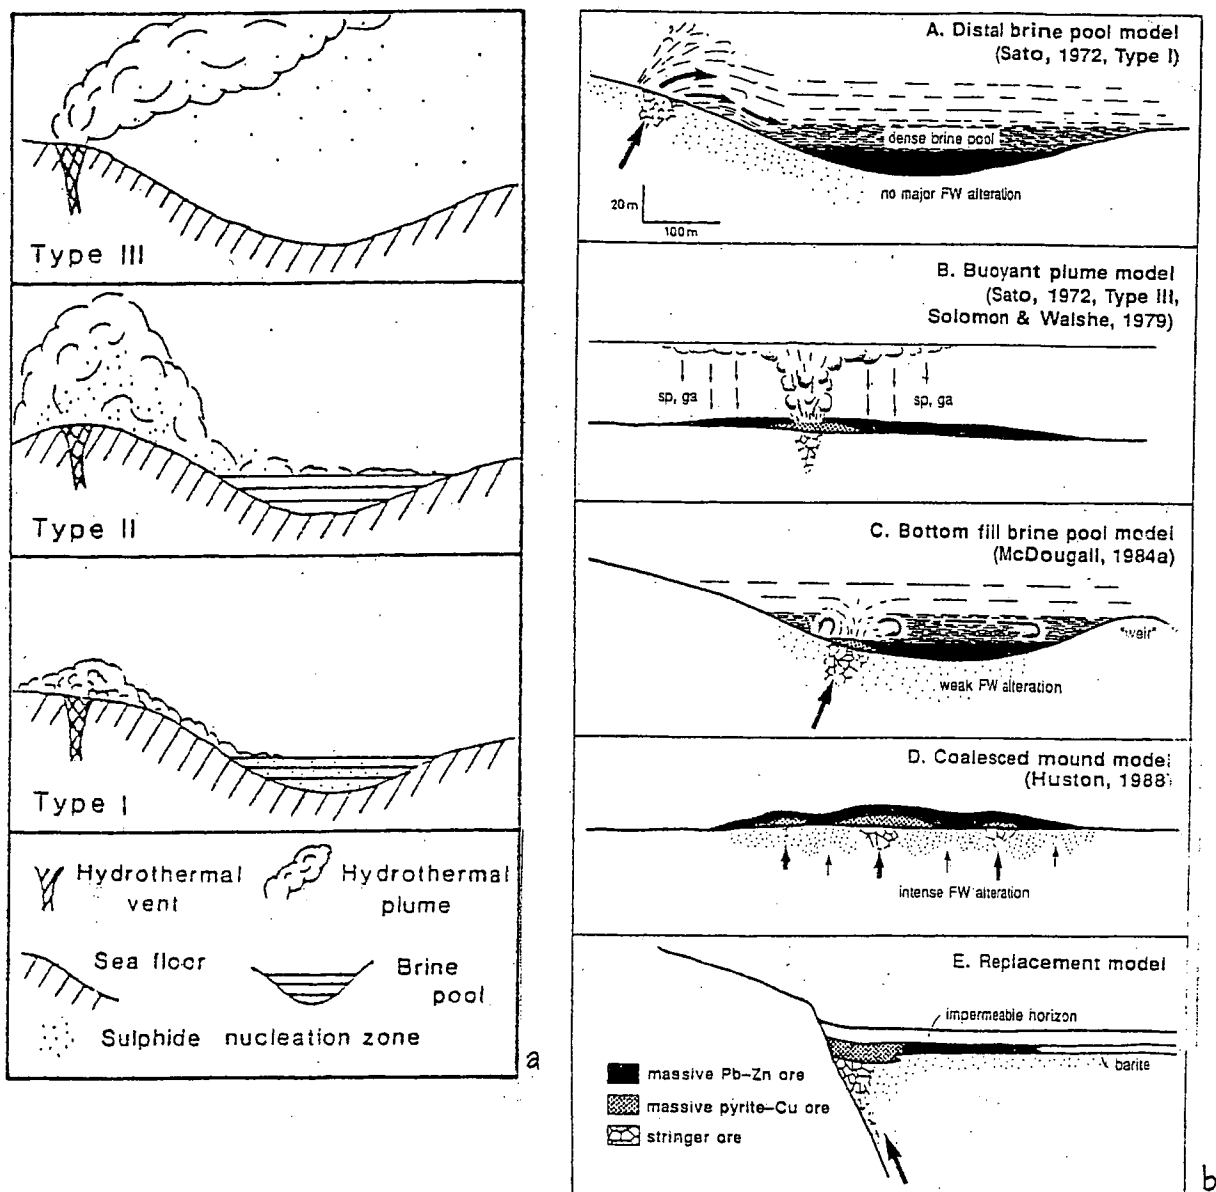 Type III
Type II
Type I
Hydrothermal
vent
Hydrothermal
plume
Sea floor
Brine
pool
Sulphide nucleation zone
a
A. Distal brine pool model
(Sato, 1972, Type I)
dense brine pool
no major FW alteration
20m
100m
B. Buoyant plume model
(Sato, 1972, Type III,
Solomon & Walshe, 1979)
sp, ga
sp, ga
C. Bottom fill brine pool model
(McDougall, 1984a)
"weir"
weak FW alteration
D. Coalesced mound model
(Huston, 1988)
intense FW alteration
E. Replacement model
impermeable horizon
barite
massive Pb-Zn ore
massive pyrite-Cu ore
stringer ore
b